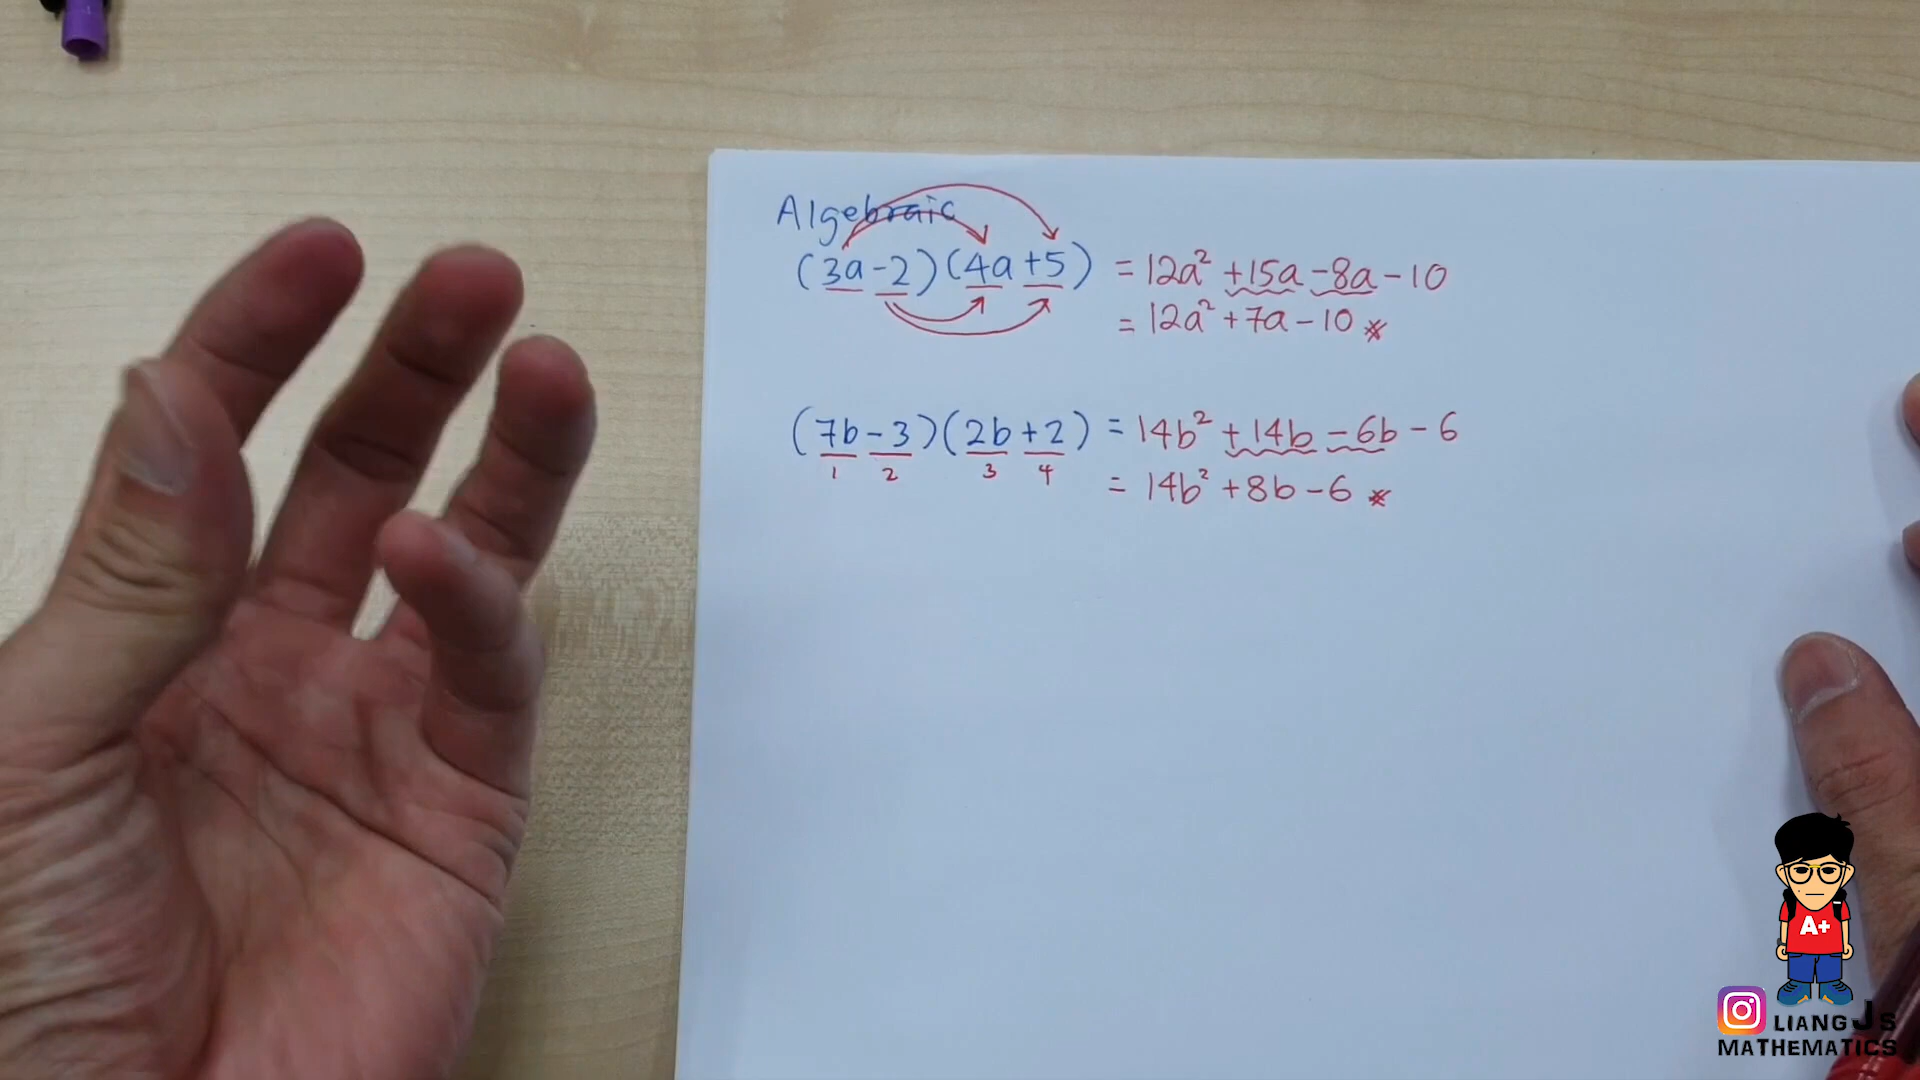 Algebraic
(3a-2)(4a+5) = 12a² +15a -8a -10
= 12a² +7a -10 *
(7b-3)(2b+2) = 14b² +14b -6b -6
1 2 3 4
= 14b² +8b -6 *
A+
LIANGJS
MATHEMATICS